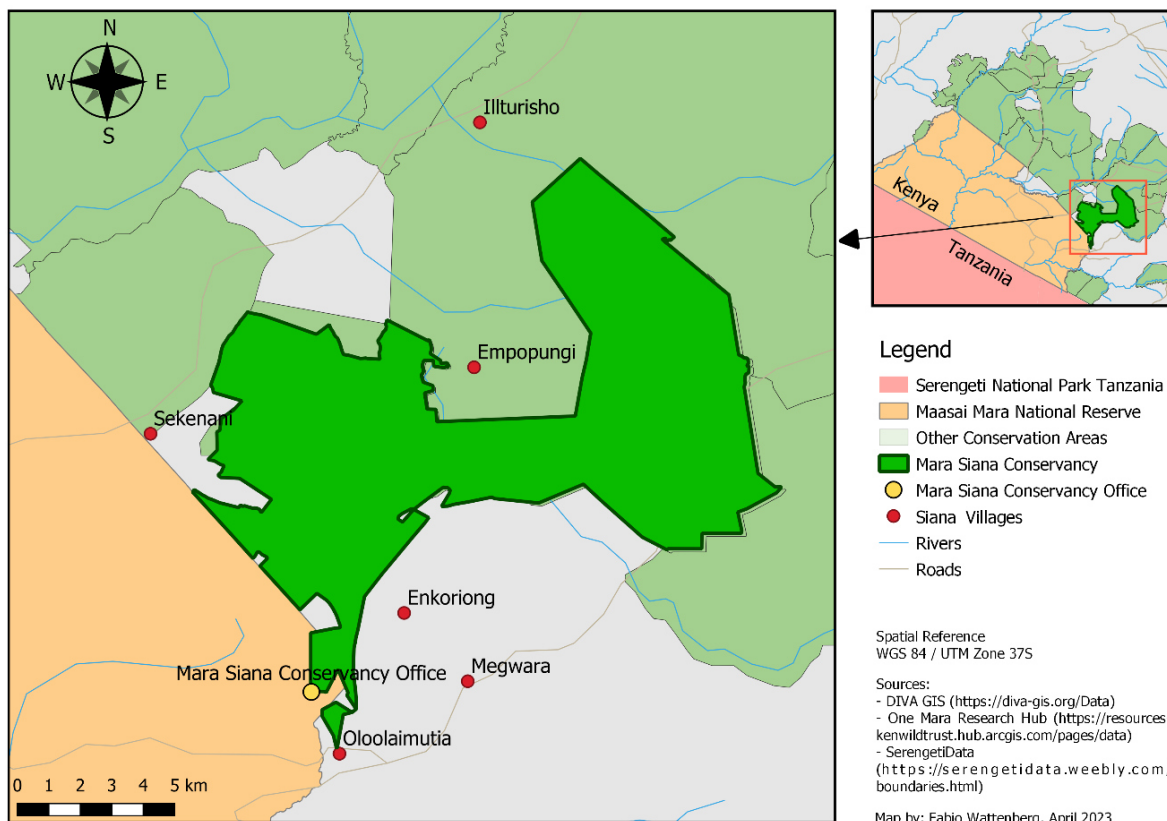 N
W E
S
Illturisho
Empopungi
Sekenani
Enkoriong
Megwara
Mara Siana Conservancy Office
Oloolaimutia
0 1 2 3 4 5 km
Kenya
Tanzania
Legend
Serengeti National Park Tanzania
Maasai Mara National Reserve
Other Conservation Areas
Mara Siana Conservancy
Mara Siana Conservancy Office
Siana Villages
Rivers
Roads
Spatial Reference
WGS 84 / UTM Zone 37S
Sources:
- DIVA GIS (https://diva-gis.org/Data)
- One Mara Research Hub (https://resources
kenwildtrust.hub.arcgis.com/pages/data)
- SerengetiData
(https://serengetidata.weebly.com/
boundaries.html)
Map by: Fabio Wattenberg, April 2023